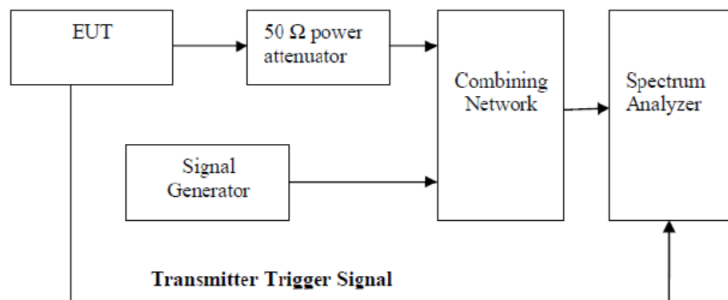 EUT
50 Ω power
attenuator
Combining
Network
Spectrum
Analyzer
Signal
Generator
Transmitter Trigger Signal